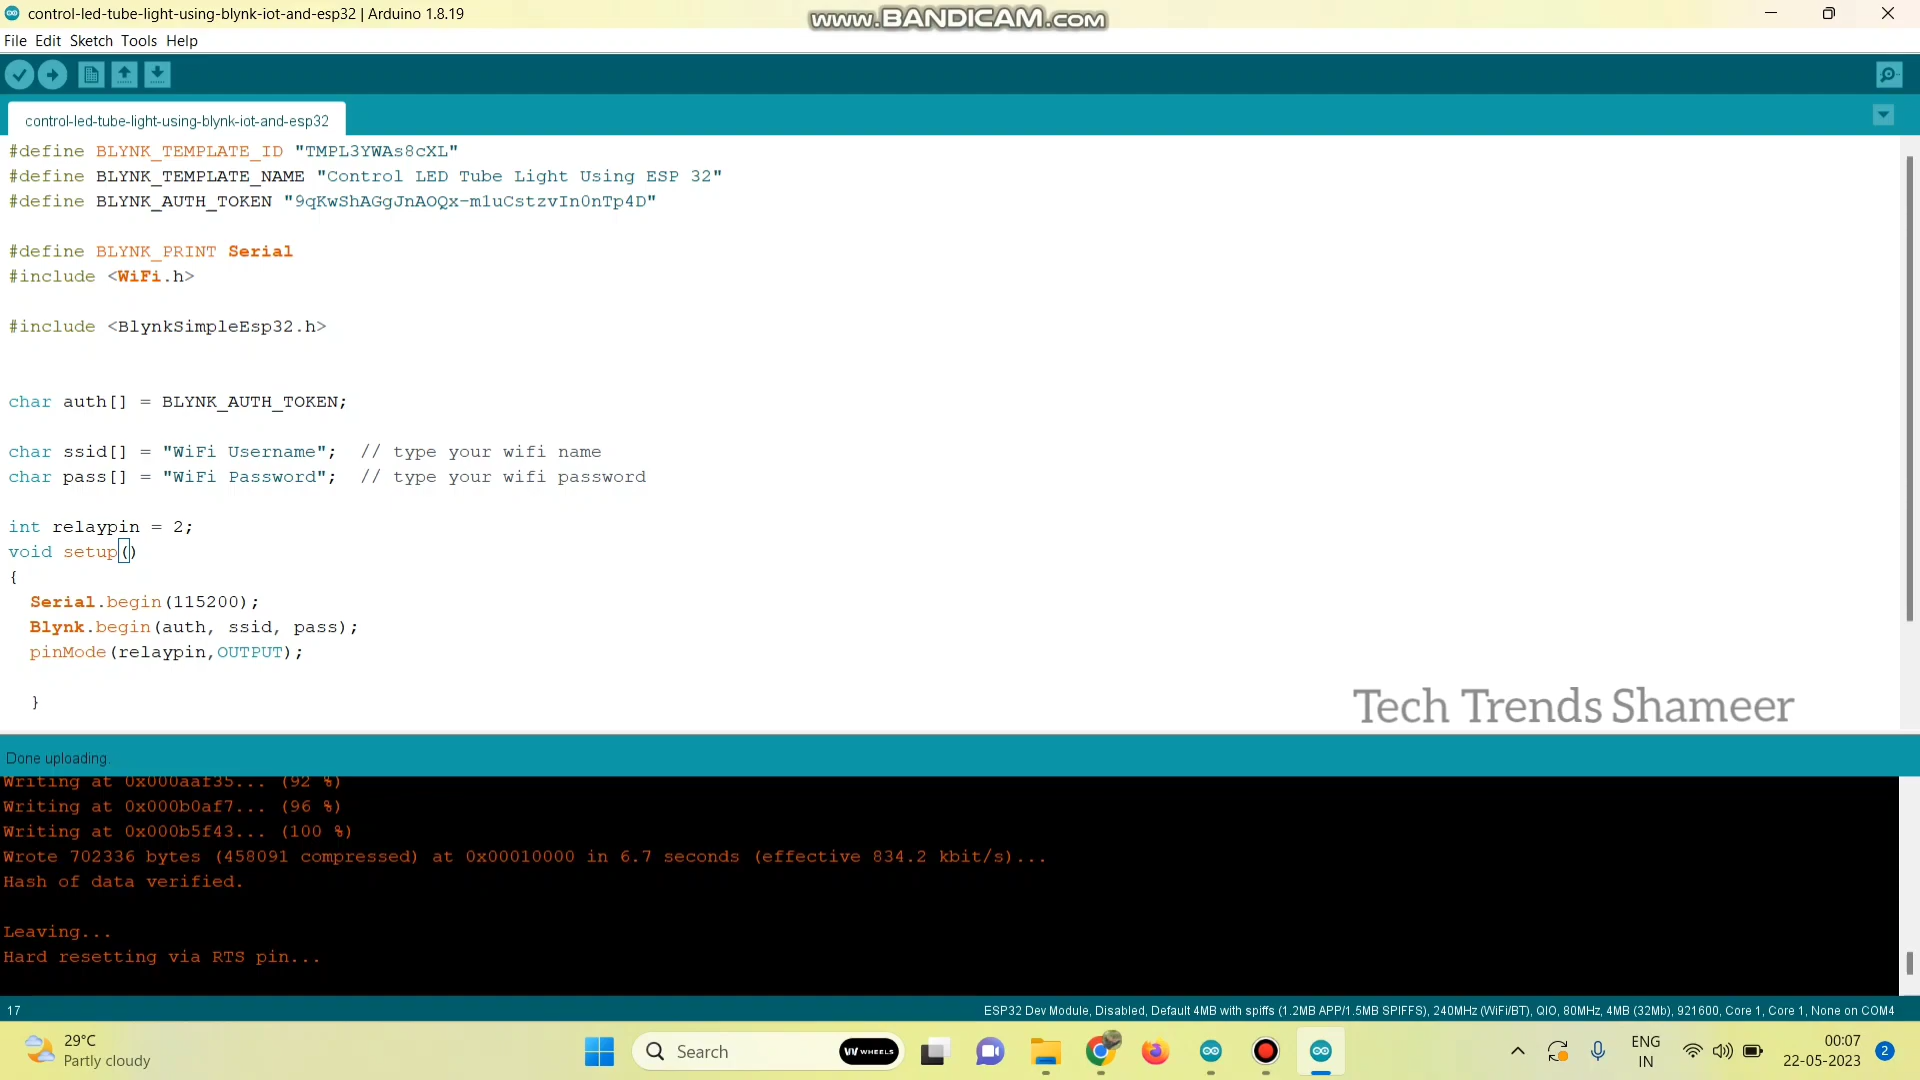 control-led-tube-light-using-blynk-iot-and-esp32 | Arduino 1.8.19
www.BANDICAM.com
File Edit Sketch Tools Help
control-led-tube-light-using-blynk-iot-and-esp32
#define BLYNK_TEMPLATE_ID "TMPL3YWAs8cXL"
#define BLYNK_TEMPLATE_NAME "Control LED Tube Light Using ESP 32"
#define BLYNK_AUTH_TOKEN "9qKwShAGgJnAOQx-m1uCstzvIn0nTp4D"
#define BLYNK_PRINT Serial
#include <WiFi.h>
#include <BlynkSimpleEsp32.h>
char auth[] = BLYNK_AUTH_TOKEN;
char ssid[] = "WiFi Username";  // type your wifi name
char pass[] = "WiFi Password";  // type your wifi password
int relaypin = 2;
void setup()
{
Serial.begin(115200);
Blynk.begin(auth, ssid, pass);
pinMode(relaypin,OUTPUT);
}
Tech Trends Shameer
Done uploading.
Writing at 0x000aaf35... (92 %)
Writing at 0x000b0af7... (96 %)
Writing at 0x000b5f43... (100 %)
Wrote 702336 bytes (458091 compressed) at 0x00010000 in 6.7 seconds (effective 834.2 kbit/s)...
Hash of data verified.
Leaving...
Hard resetting via RTS pin...
17
ESP32 Dev Module, Disabled, Default 4MB with spiffs (1.2MB APP/1.5MB SPIFFS), 240MHz (WiFi/BT), QIO, 80MHz, 4MB (32Mb), 921600, Core 1, Core 1, None on COM4
29°C
Partly cloudy
Search
WHEELS
ENG
IN
00:07
22-05-2023
2